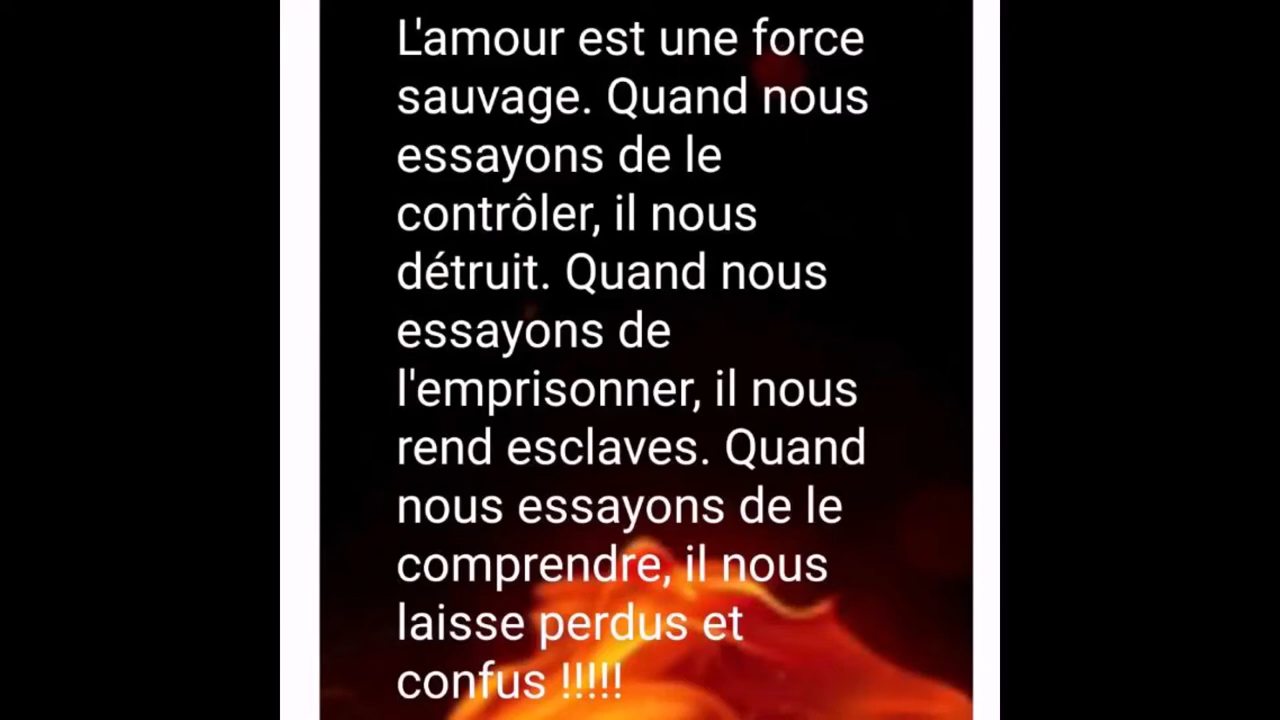 L'amour est une force
sauvage. Quand nous
essayons de le
contrôler, il nous
détruit. Quand nous
essayons de
l'emprisonner, il nous
rend esclaves. Quand
nous essayons de le
comprendre, il nous
laisse perdus et
confus !!!!!